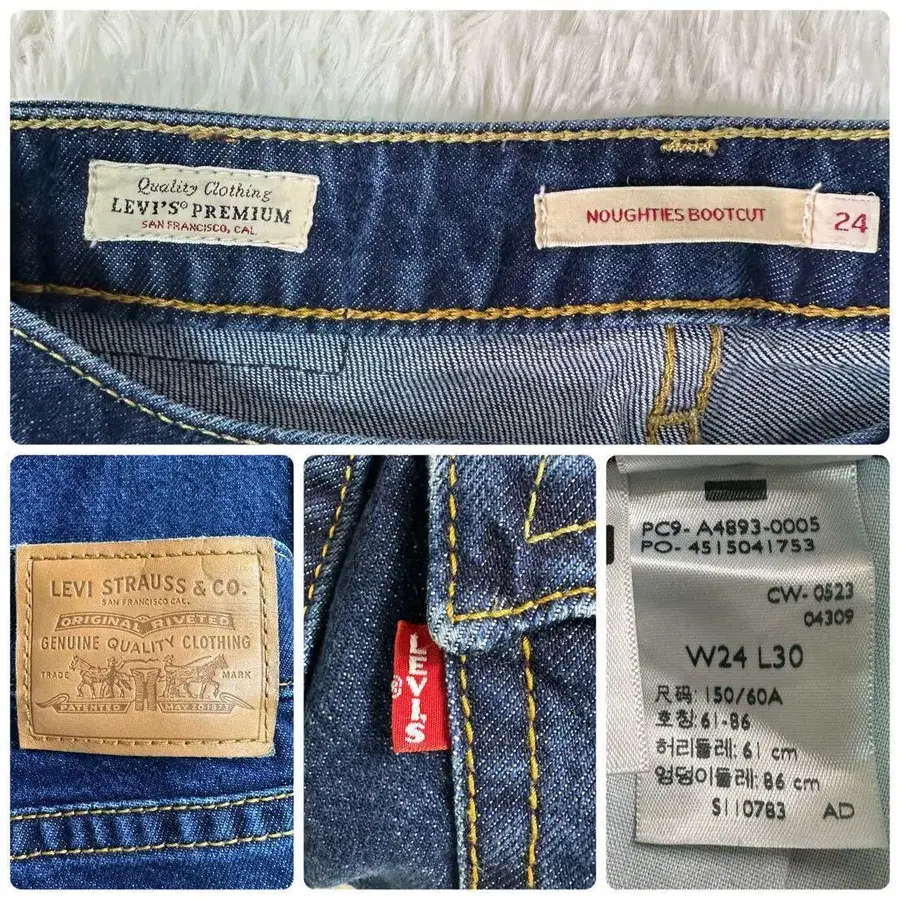 Quality Clothing
LEVI'S® PREMIUM
SAN FRANCISCO, CAL.
NOUGHTIES BOOTCUT
24
LEVI STRAUSS & CO.
SAN FRANCISCO CAL.
ORIGINAL RIVETED
GENUINE QUALITY CLOTHING
TRADE MARK
PATENTED MAY 20 1873
LEVI'S
®
PC9- A4893-0005
PO- 4515041753
CW- 0523
04309
W24 L30
尺码: 150/60A
호칭: 61-86
허리둘레: 61 cm
엉덩이둘레: 86 cm
S110783 AD